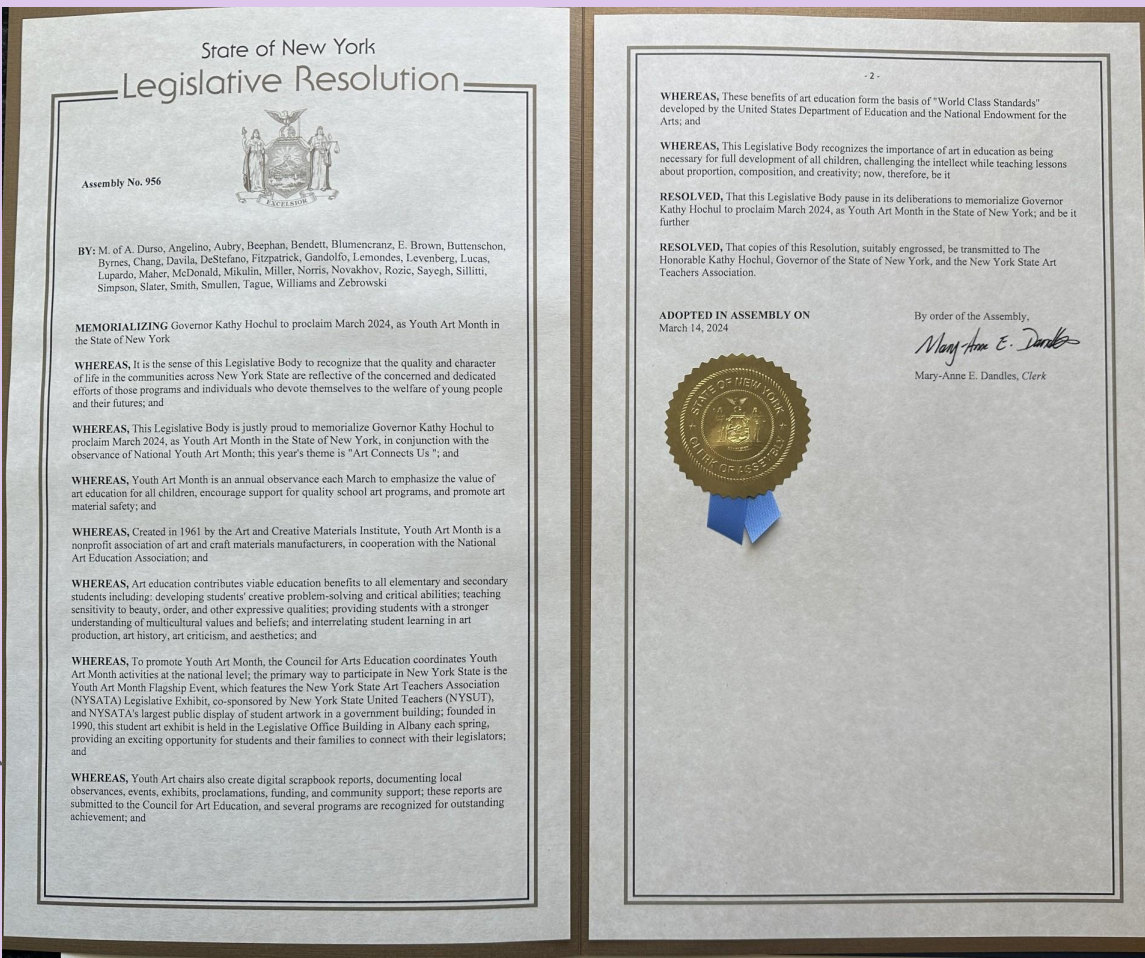 State of New York
Legislative Resolution
EXCELSIOR
Assembly No. 956
BY: M. of A. Durso, Angelino, Aubry, Beephan, Bendett, Blumencranz, E. Brown, Buttenschon,
Byrnes, Chang, Davila, DeStefano, Fitzpatrick, Gandolfo, Lemondes, Levenberg, Lucas,
Lupardo, Maher, McDonald, Mikulin, Miller, Norris, Novakhov, Rozic, Sayegh, Sillitti,
Simpson, Slater, Smith, Smullen, Tague, Williams and Zebrowski
MEMORIALIZING Governor Kathy Hochul to proclaim March 2024, as Youth Art Month in
the State of New York
WHEREAS, It is the sense of this Legislative Body to recognize that the quality and character
of life in the communities across New York State are reflective of the concerned and dedicated
efforts of those programs and individuals who devote themselves to the welfare of young people
and their futures; and
WHEREAS, This Legislative Body is justly proud to memorialize Governor Kathy Hochul to
proclaim March 2024, as Youth Art Month in the State of New York, in conjunction with the
observance of National Youth Art Month; this year's theme is "Art Connects Us "; and
WHEREAS, Youth Art Month is an annual observance each March to emphasize the value of
art education for all children, encourage support for quality school art programs, and promote art
material safety; and
WHEREAS, Created in 1961 by the Art and Creative Materials Institute, Youth Art Month is a
nonprofit association of art and craft materials manufacturers, in cooperation with the National
Art Education Association; and
WHEREAS, Art education contributes viable education benefits to all elementary and secondary
students including: developing students' creative problem-solving and critical abilities; teaching
sensitivity to beauty, order, and other expressive qualities; providing students with a stronger
understanding of multicultural values and beliefs; and interrelating student learning in art
production, art history, art criticism, and aesthetics; and
WHEREAS, To promote Youth Art Month, the Council for Arts Education coordinates Youth
Art Month activities at the national level; the primary way to participate in New York State is the
Youth Art Month Flagship Event, which features the New York State Art Teachers Association
(NYSATA) Legislative Exhibit, co-sponsored by New York State United Teachers (NYSUT),
and NYSATA's largest public display of student artwork in a government building; founded in
1990, this student art exhibit is held in the Legislative Office Building in Albany each spring,
providing an exciting opportunity for students and their families to connect with their legislators;
and
WHEREAS, Youth Art chairs also create digital scrapbook reports, documenting local
observances, events, exhibits, proclamations, funding, and community support; these reports are
submitted to the Council for Art Education, and several programs are recognized for outstanding
achievement; and
- 2 -
WHEREAS, These benefits of art education form the basis of "World Class Standards"
developed by the United States Department of Education and the National Endowment for the
Arts; and
WHEREAS, This Legislative Body recognizes the importance of art in education as being
necessary for full development of all children, challenging the intellect while teaching lessons
about proportion, composition, and creativity; now, therefore, be it
RESOLVED, That this Legislative Body pause in its deliberations to memorialize Governor
Kathy Hochul to proclaim March 2024, as Youth Art Month in the State of New York; and be it
further
RESOLVED, That copies of this Resolution, suitably engrossed, be transmitted to The
Honorable Kathy Hochul, Governor of the State of New York, and the New York State Art
Teachers Association.
ADOPTED IN ASSEMBLY ON
March 14, 2024
By order of the Assembly,
Mary-Anne E. Dandles
Mary-Anne E. Dandles, Clerk
STATE OF NEW YORK
CLERK OF ASSEMBLY